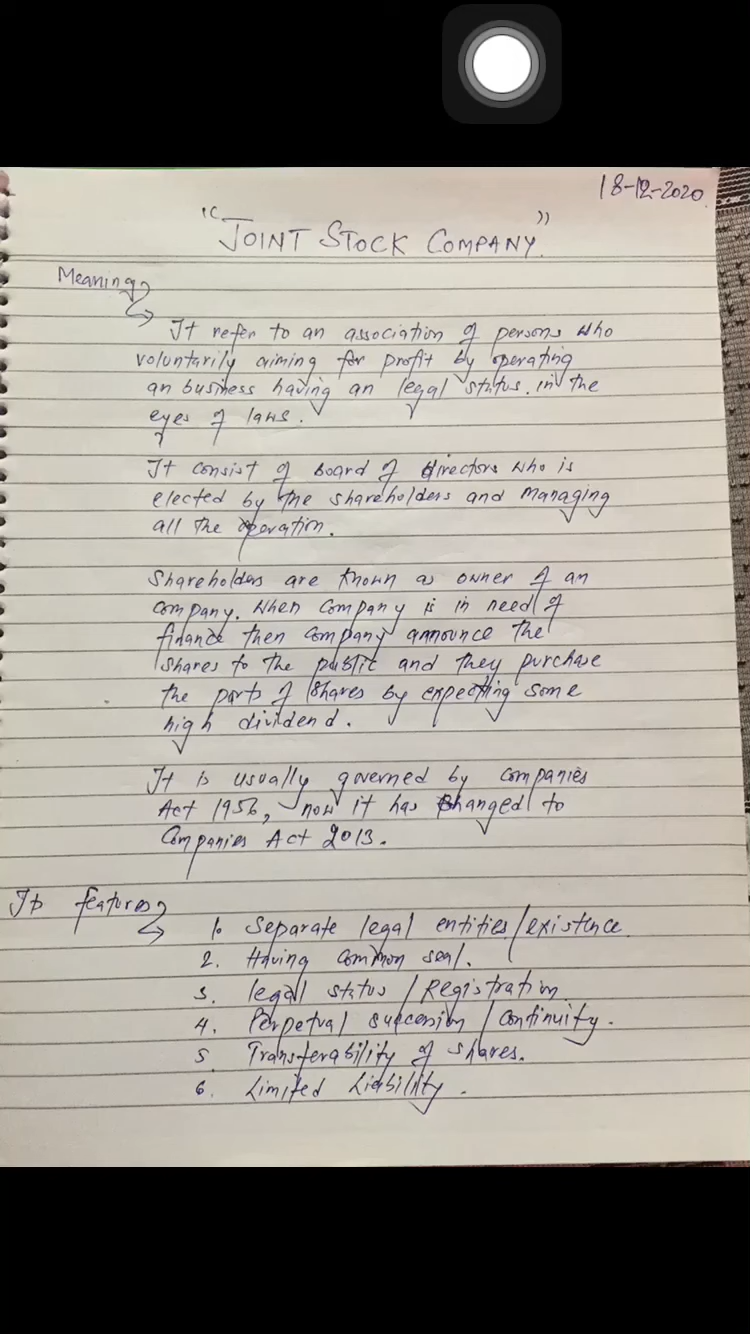 18-12-2020
"JOINT STOCK COMPANY"
Meaning
It refer to an association of persons who
voluntarily aiming for profit by operating
an business having an legal status in the
eyes of laws.
It consist of board of directors who is
elected by the shareholders and managing
all the operation.
Shareholders are known as owner of an
company. When company is in need of
finance then company announce the
shares to the public and they purchase
the part of shares by expecting some
high dividend.
It is usually governed by companies
Act 1956, now it has changed to
Companies Act 2013.
Its features
1. Separate legal entities/existence.
2. Having common seal.
3. legal status / Registration
4. Perpetual succession / Continuity.
5. Transferability of shares.
6. Limited Liability.